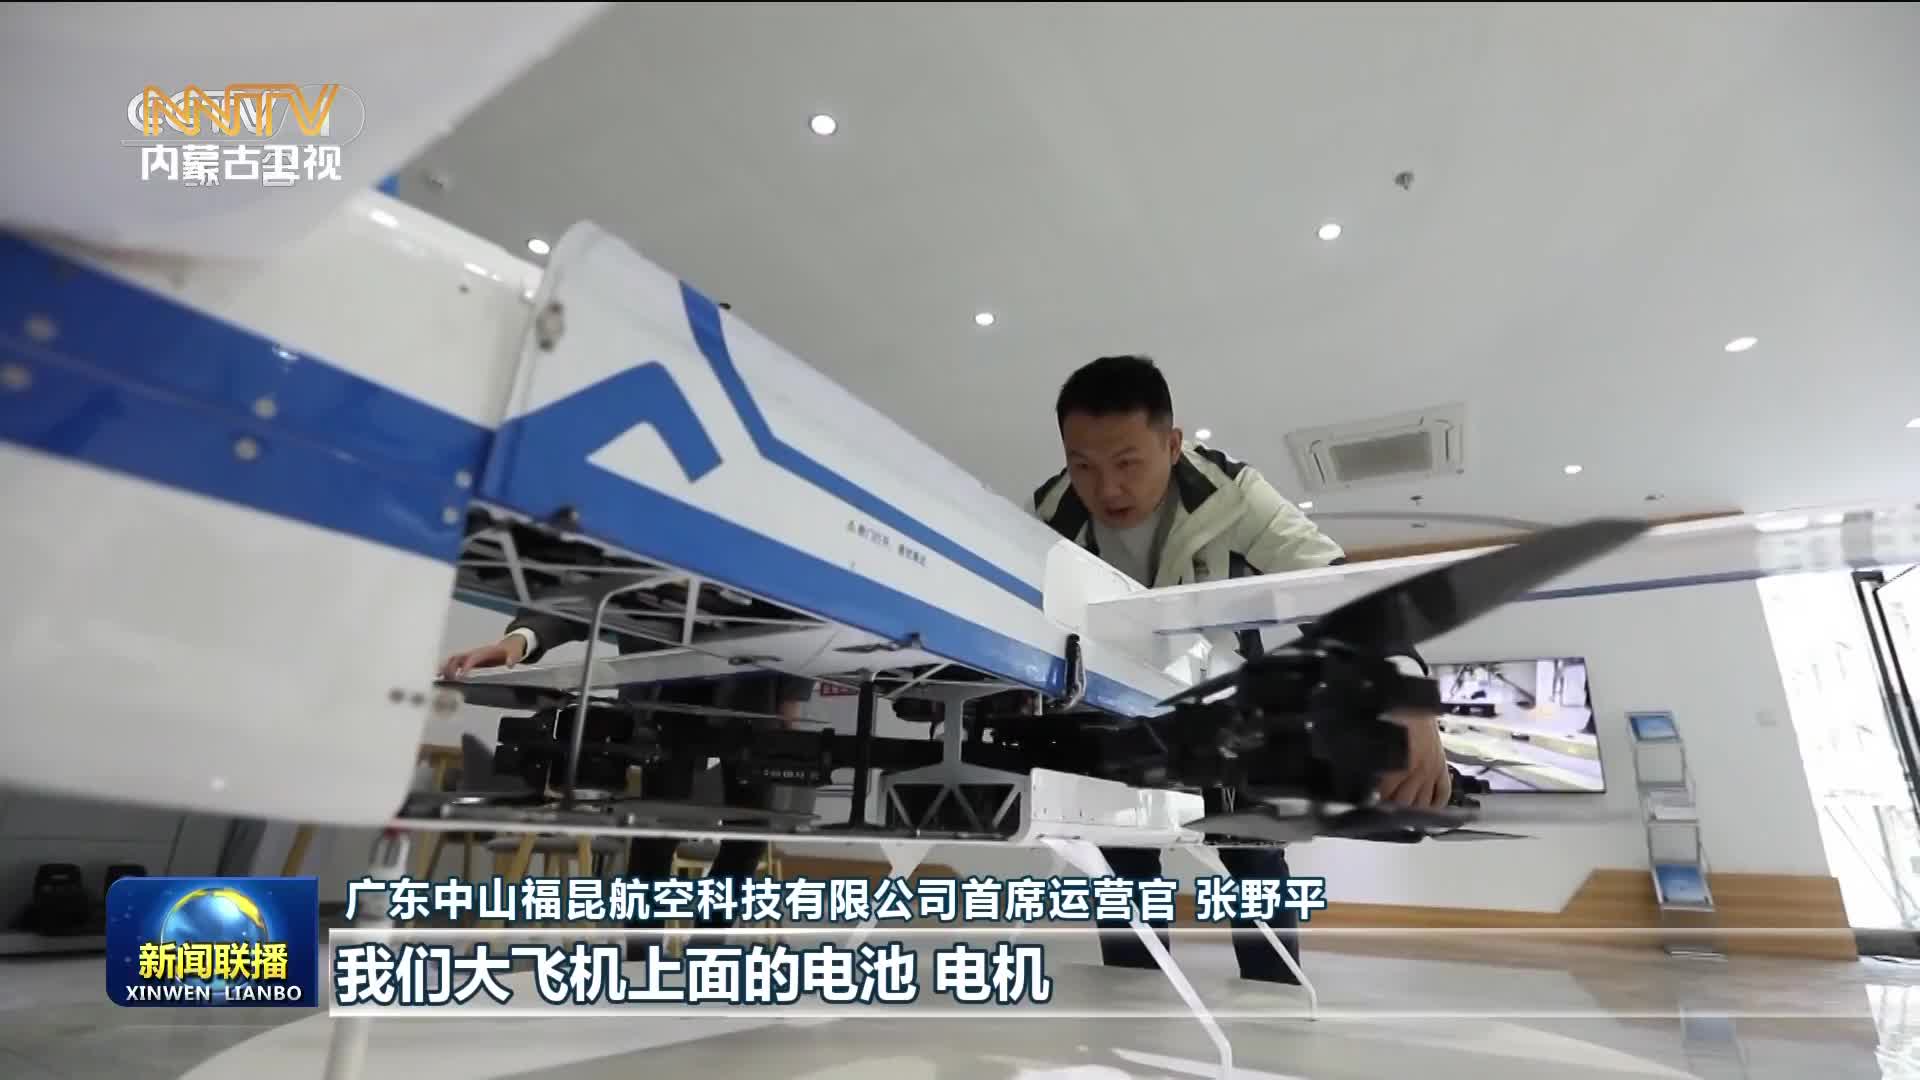 NMTV
内蒙古卫视
广东中山福昆航空科技有限公司首席运营官 张野平
新闻联播
XINWEN LIANBO
我们大飞机上面的电池 电机